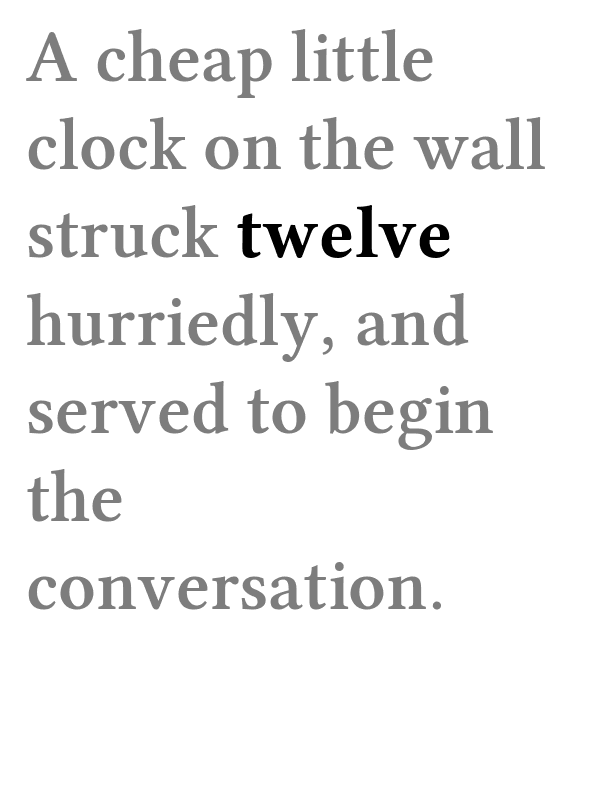 A cheap little
clock on the wall
struck twelve
hurriedly, and
served to begin
the
conversation.